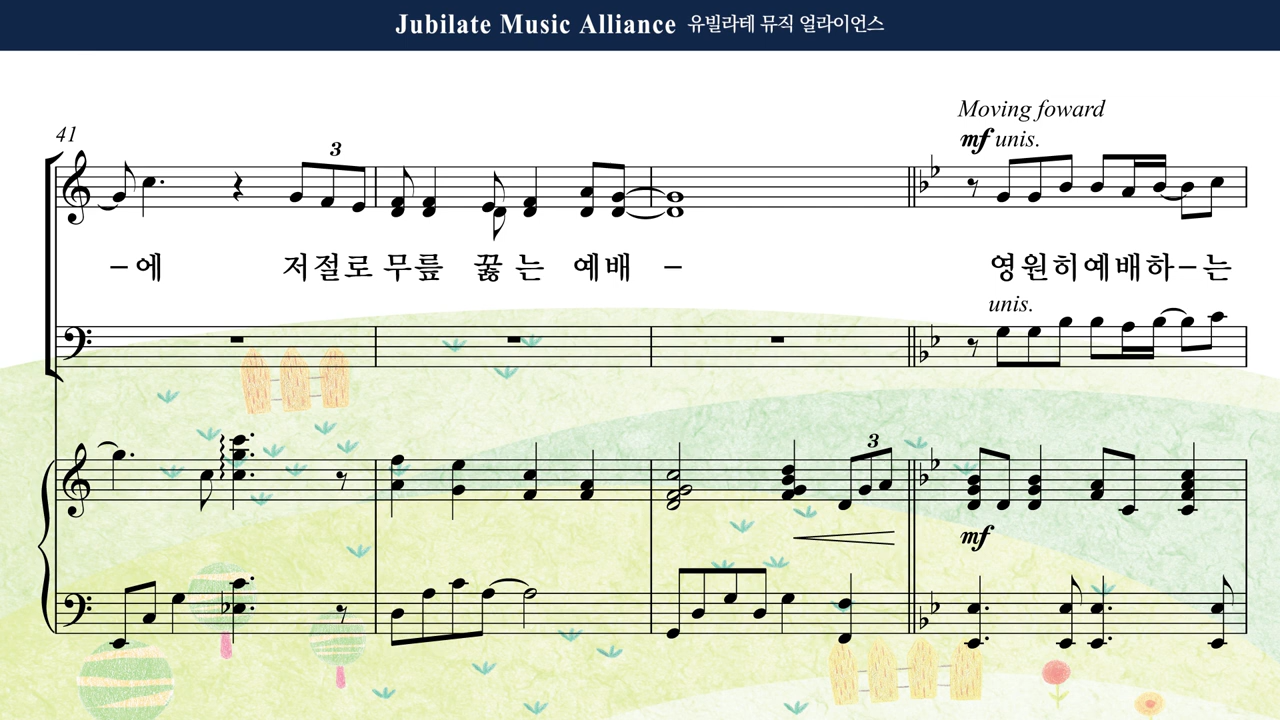 Jubilate Music Alliance 유빌라테 뮤직 얼라이언스
Moving foward
41
mf unis.
3
-에 저절로 무릎 꿇 는 예배 - 영원히예배하-는
unis.
3
mf